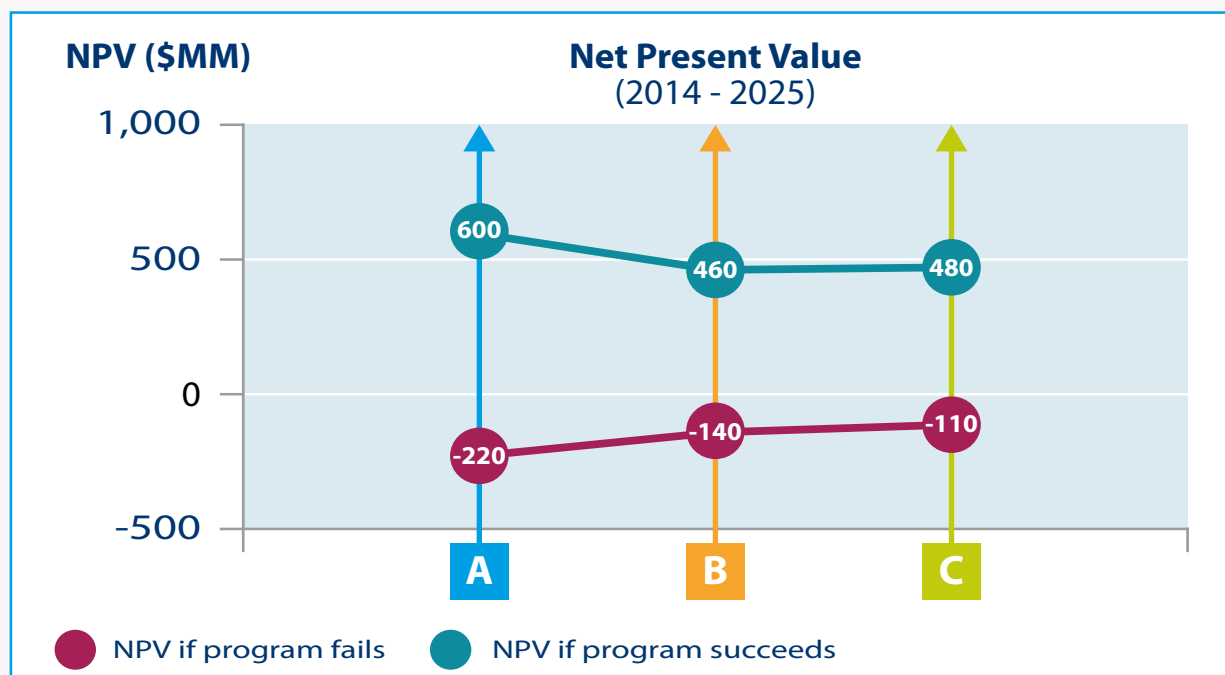 NPV ($MM)
Net Present Value
(2014 - 2025)
1,000
600
500
460
480
0
-220
-140
-110
-500
A
B
C
NPV if program fails
NPV if program succeeds